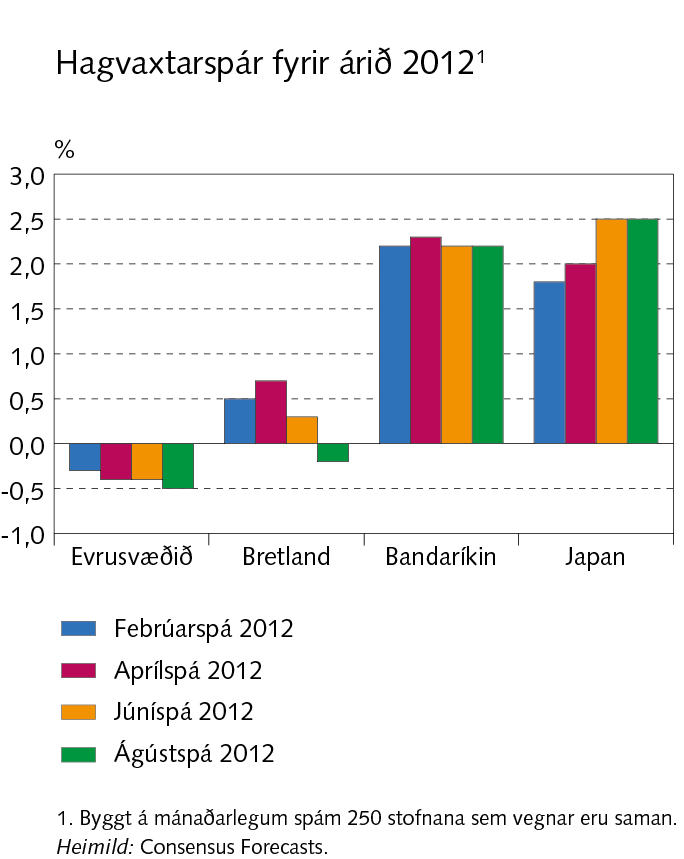 Hagvaxtarspár fyrir árið 2012¹
%
3,0
2,5
2,0
1,5
1,0
0,5
0,0
-0,5
-1,0
Evrusvæðið Bretland Bandaríkin Japan
Febrúarspá 2012
Aprílspá 2012
Júníspá 2012
Ágústspá 2012
1. Byggt á mánaðarlegum spám 250 stofnana sem vegnar eru saman.
Heimild: Consensus Forecasts.